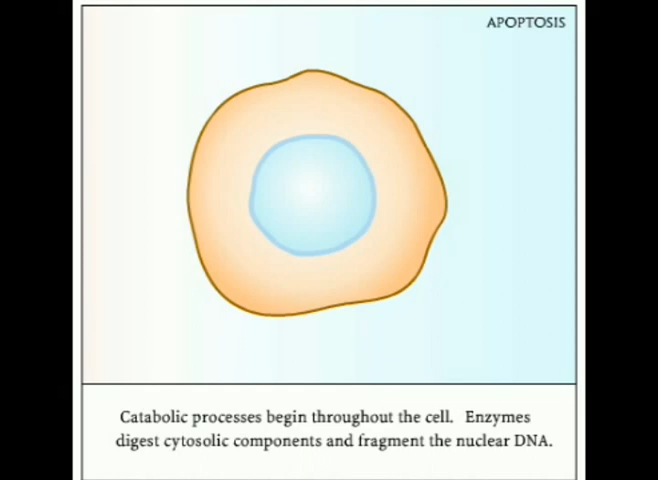 APOPTOSIS
Catabolic processes begin throughout the cell. Enzymes
digest cytosolic components and fragment the nuclear DNA.